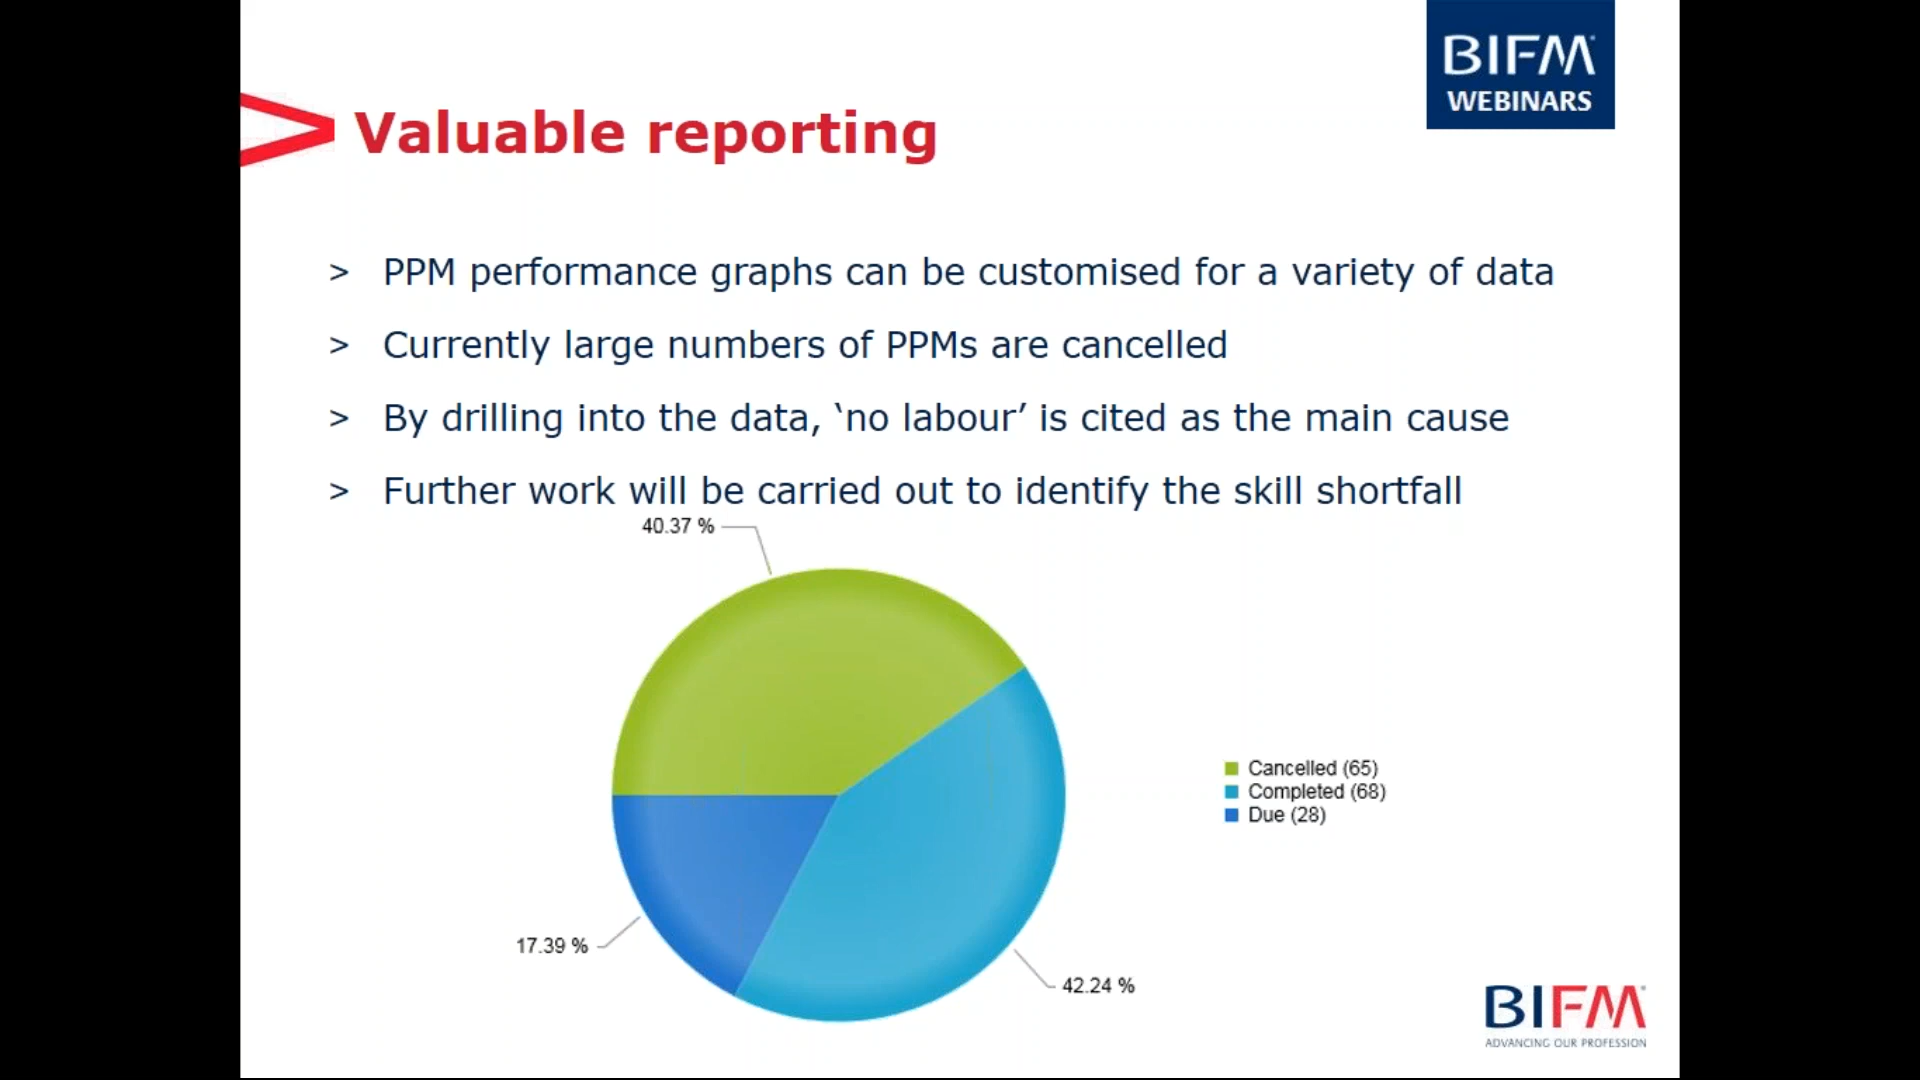 BIFM
WEBINARS
Valuable reporting
> PPM performance graphs can be customised for a variety of data
> Currently large numbers of PPMs are cancelled
> By drilling into the data, ‘no labour’ is cited as the main cause
> Further work will be carried out to identify the skill shortfall
40.37 %
Cancelled (65)
Completed (68)
Due (28)
17.39 %
42.24 %
BIFM
ADVANCING OUR PROFESSION